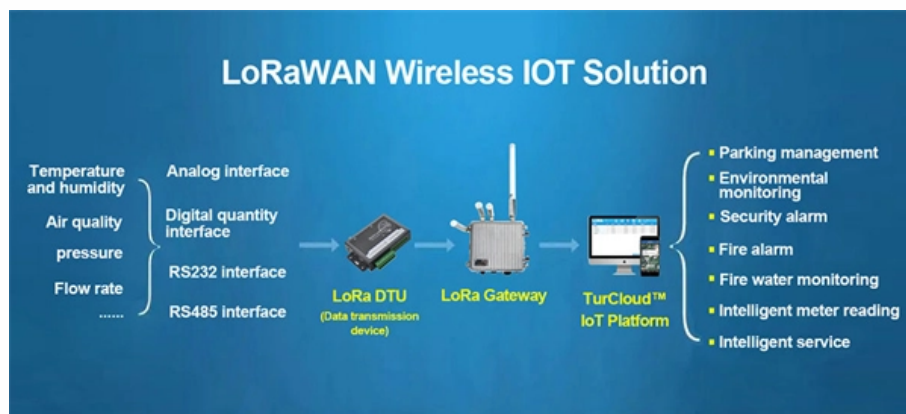 LoRaWAN Wireless IOT Solution
Temperature
and humidity
Air quality
pressure
Flow rate
......
Analog interface
Digital quantity
interface
RS232 interface
RS485 interface
LoRa DTU
(Data transmission
device)
LoRa Gateway
TurCloud™
IoT Platform
Parking management
Environmental
monitoring
Security alarm
Fire alarm
Fire water monitoring
Intelligent meter reading
Intelligent service